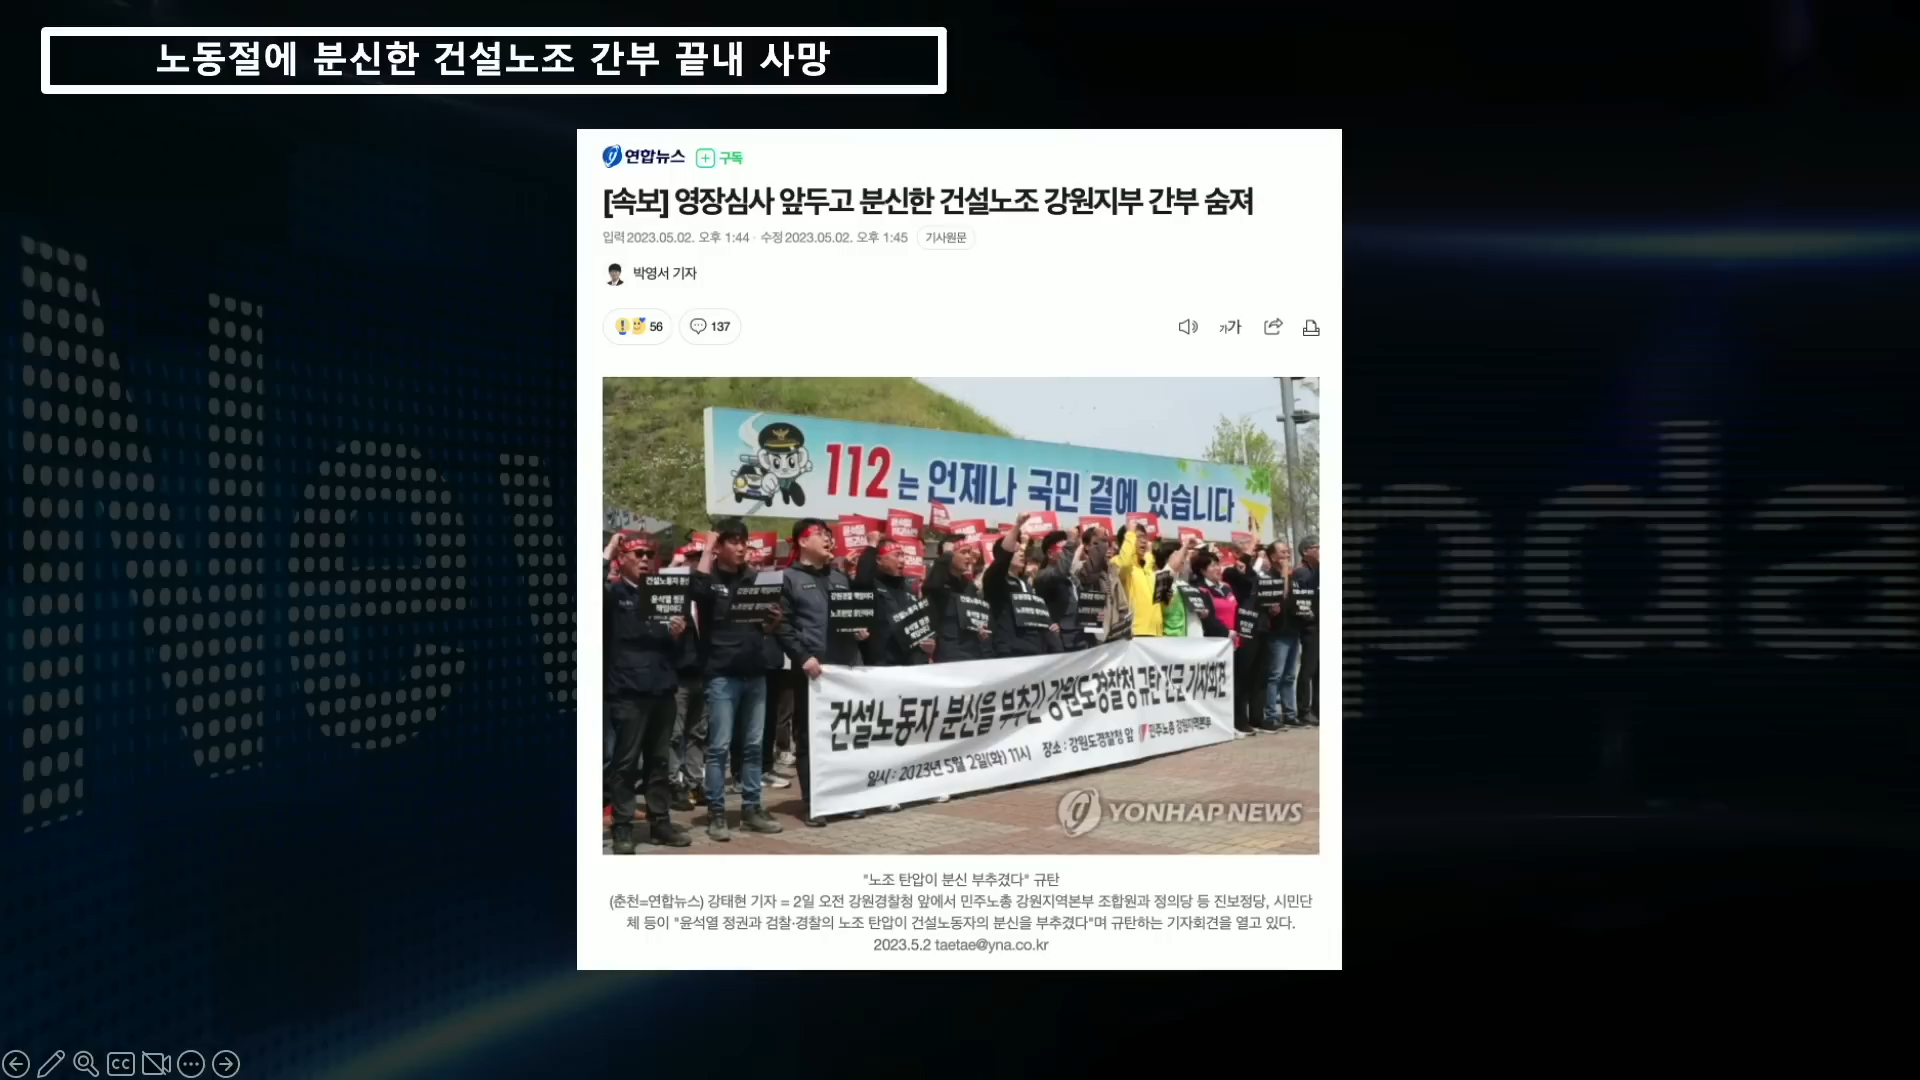 노동절에 분신한 건설노조 간부 끝내 사망
연합뉴스 구독
[속보] 영장심사 앞두고 분신한 건설노조 강원지부 간부 숨져
입력 2023.05.02. 오후 1:44 · 수정 2023.05.02. 오후 1:45 기사원문
박영서 기자
56 137
가가
112는 언제나 국민 곁에 있습니다
건설노동자 분신을 부추긴 강원도경찰청 규탄 긴급 기자회견
일시 : 2023년 5월 2일(화) 11시 장소 : 강원도경찰청 앞 민주노총 강원지역본부
YONHAP NEWS
"노조 탄압이 분신 부추겼다" 규탄
(춘천=연합뉴스) 강태현 기자 = 2일 오전 강원경찰청 앞에서 민주노총 강원지역본부 조합원과 정의당 등 진보정당, 시민단
체 등이 "윤석열 정권과 검찰·경찰의 노조 탄압이 건설노동자의 분신을 부추겼다"며 규탄하는 기자회견을 열고 있다.
2023.5.2 taetae@yna.co.kr
CC